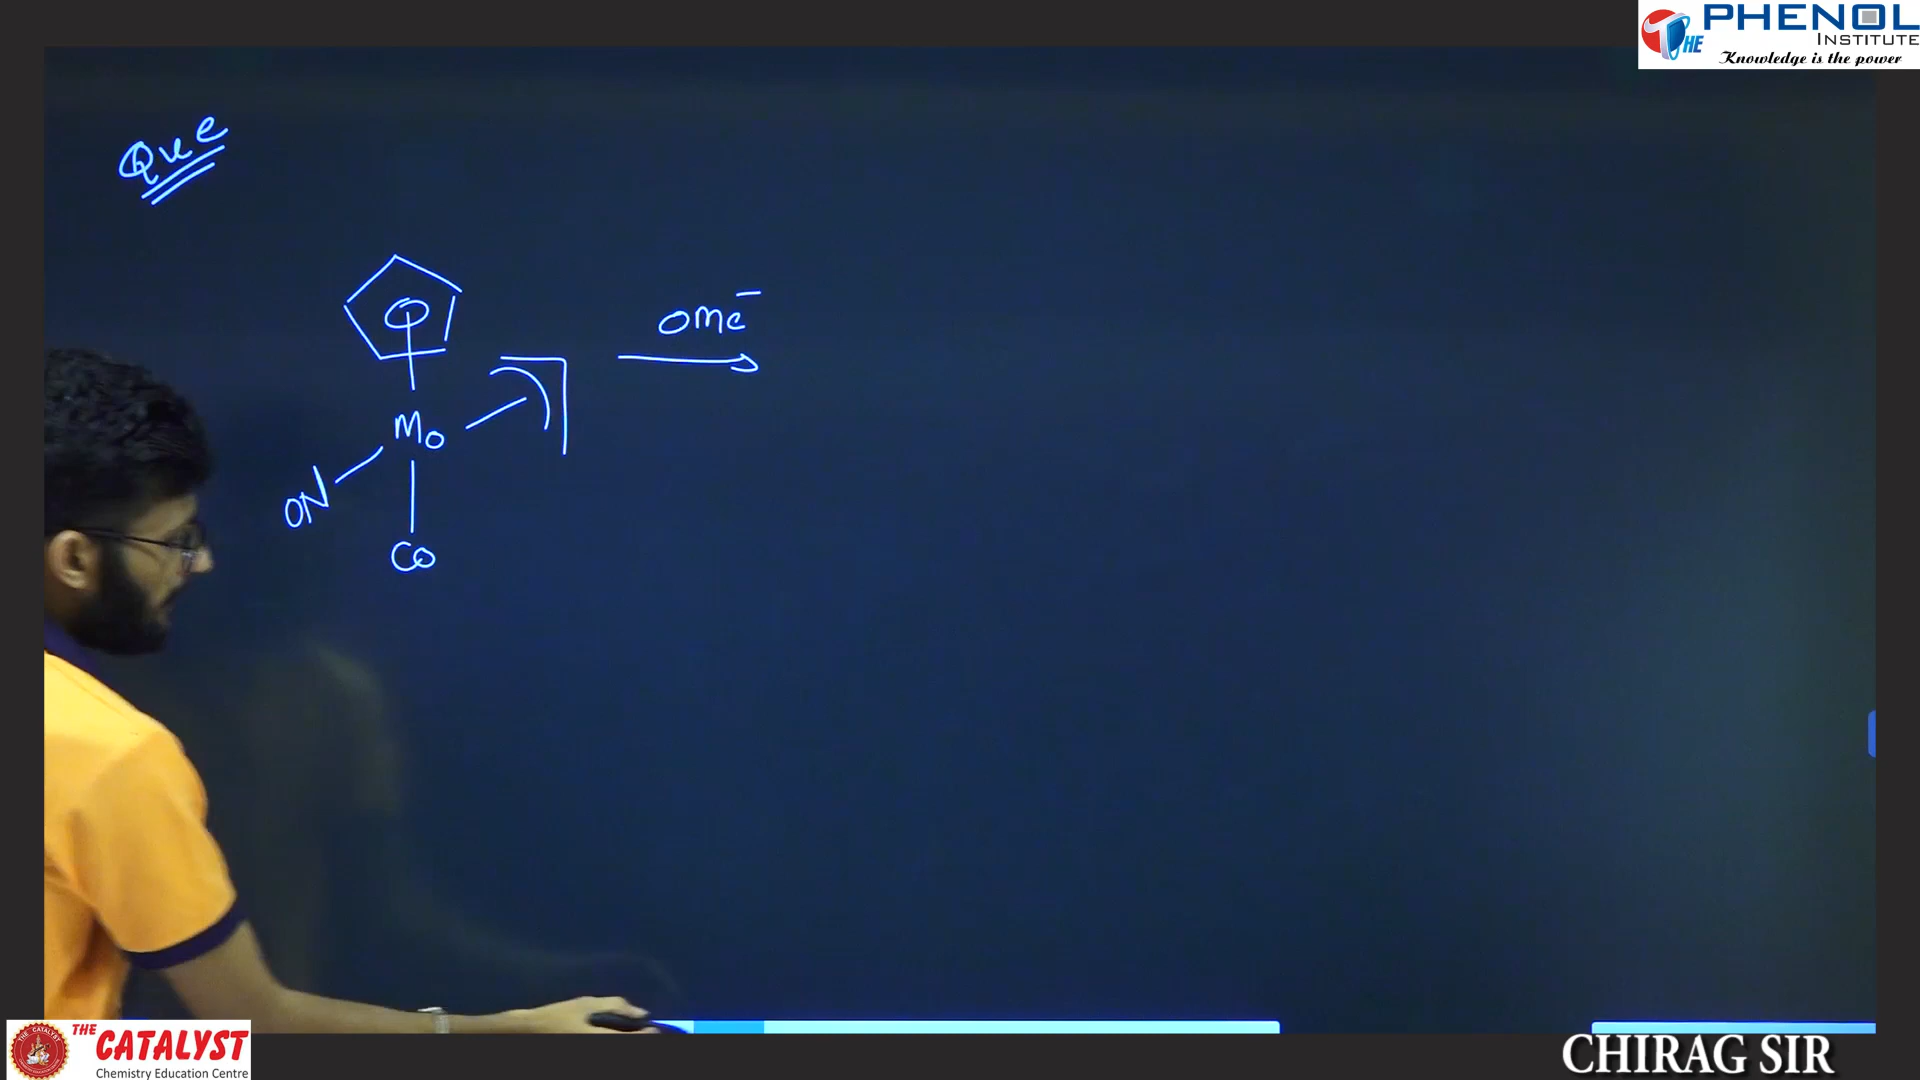 PHENOL
INSTITUTE
THE
Knowledge is the power
Que
OMe⁻
Mo
ON
CO
THE
CATALYST
Chemistry Education Centre
CHIRAG SIR